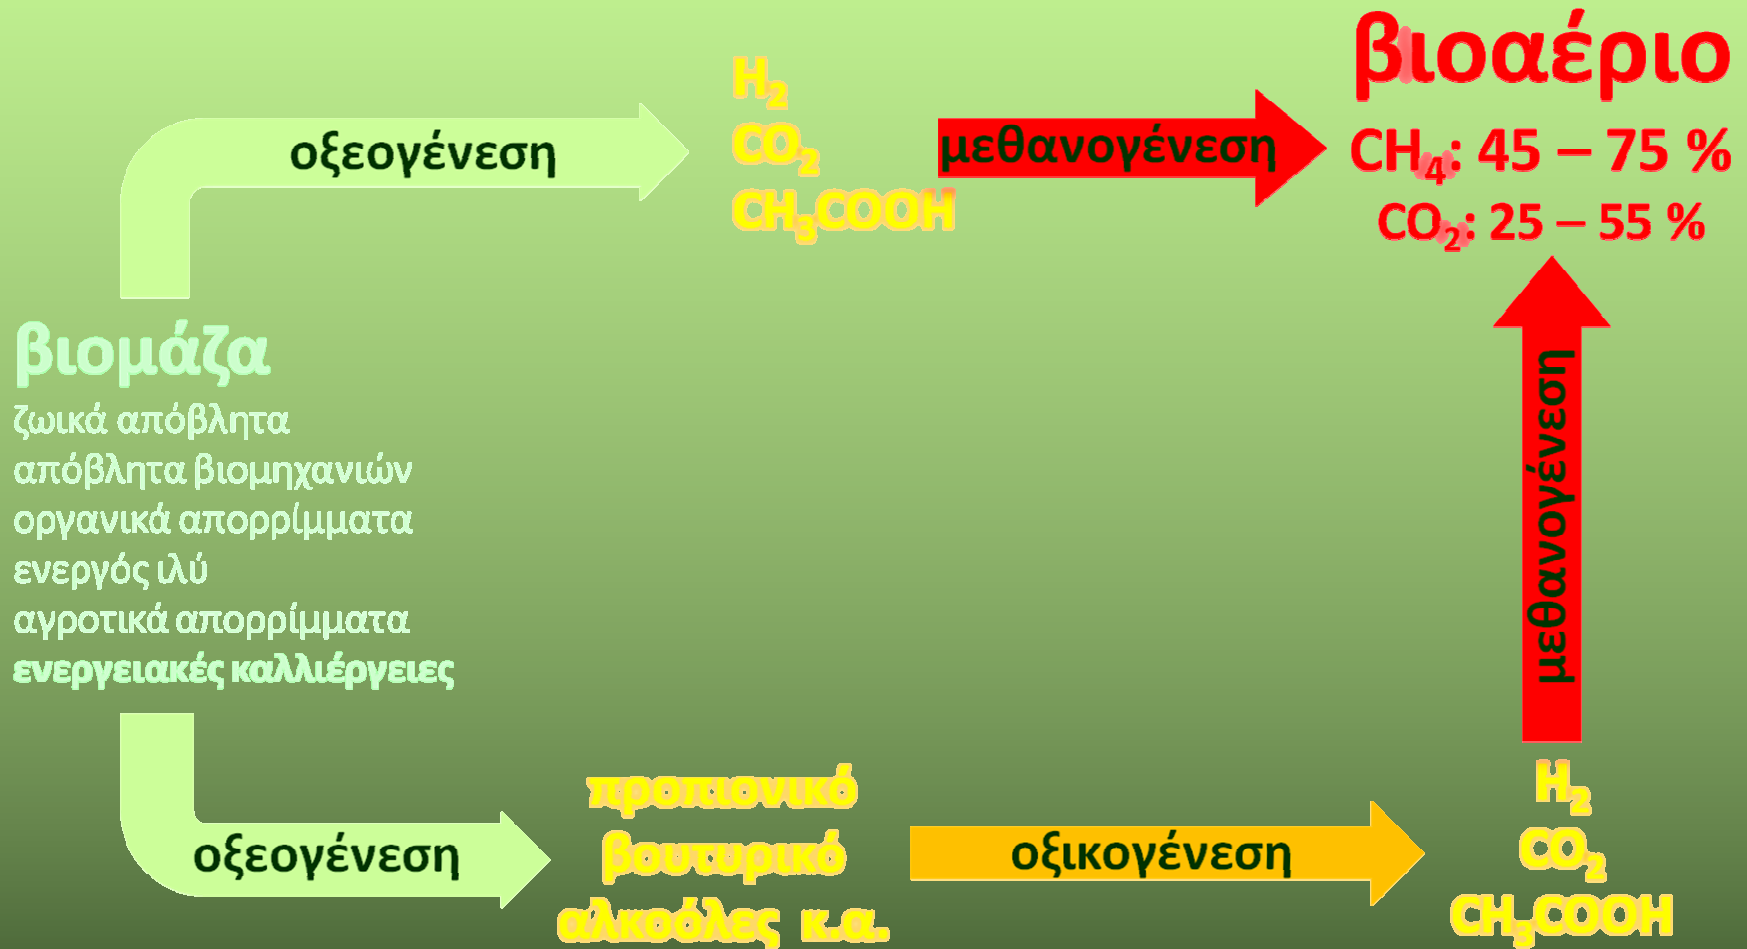 βιοαέριο
CH₄: 45 – 75 %
CO₂: 25 – 55 %
H₂
CO₂
CH₃COOH
οξεογένεση
μεθανογένεση
βιομάζα
ζωικά απόβλητα
απόβλητα βιομηχανιών
οργανικά απορρίμματα
ενεργός ιλύ
αγροτικά απορρίμματα
ενεργειακές καλλιέργειες
μεθανογένεση
οξεογένεση
προπιονικό
βουτυρικό
αλκοόλες κ.α.
οξικογένεση
H₂
CO₂
CH₃COOH